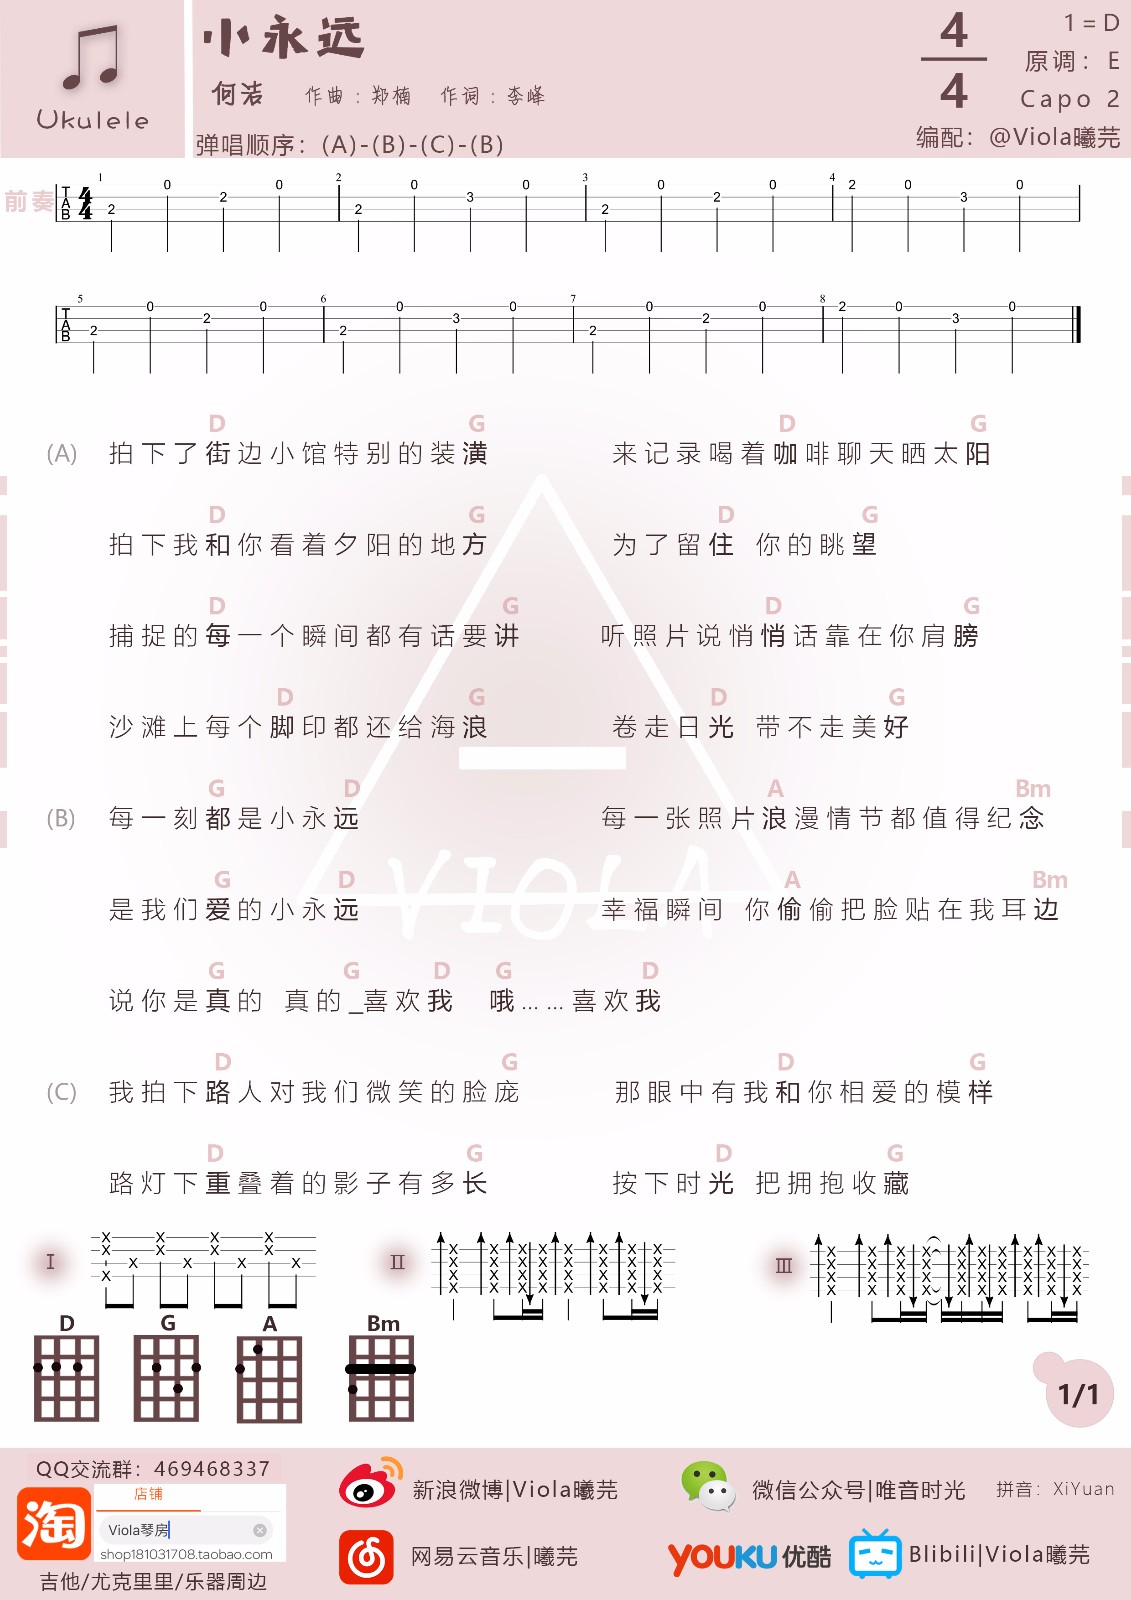 小永远
4
4
1=D
原调：E
Capo 2
何洁 作曲：郑楠 作词：李峰
Ukulele
弹唱顺序：(A)-(B)-(C)-(B)
编配：@Viola曦芫
前奏
1 2 3 4
T A B 4 4 2 0 2 0 2 0 3 0 2 0 2 0 2 0 3 0
5 6 7 8
T A B 2 0 2 0 2 0 3 0 2 0 2 0 2 0 3 0
D G D G
(A) 拍下了街边小馆特别的装潢 来记录喝着咖啡聊天晒太阳
D G D G
拍下我和你看着夕阳的地方 为了留住 你的眺望
D G D G
捕捉的每一个瞬间都有话要讲 听照片说悄悄话靠在你肩膀
D G D G
沙滩上每个脚印都还给海浪 卷走日光 带不走美好
G D A Bm
(B) 每一刻都是小永远 每一张照片浪漫情节都值得纪念
G D A Bm
是我们爱的小永远 幸福瞬间 你偷偷把脸贴在我耳边
VIOLA
G G D G D
说你是真的 真的_喜欢我 哦……喜欢我
D G D G
(C) 我拍下路人对我们微笑的脸庞 那眼中有我和你相爱的模样
D G D G
路灯下重叠着的影子有多长 按下时光 把拥抱收藏
I II III
D G A Bm
1/1
QQ交流群：469468337
淘
店铺
Viola琴房
shop181031708.taobao.com
吉他/尤克里里/乐器周边
新浪微博|Viola曦芫
微信公众号|唯音时光
拼音：XiYuan
网易云音乐|曦芫
YOUKU 优酷
Blibili|Viola曦芫